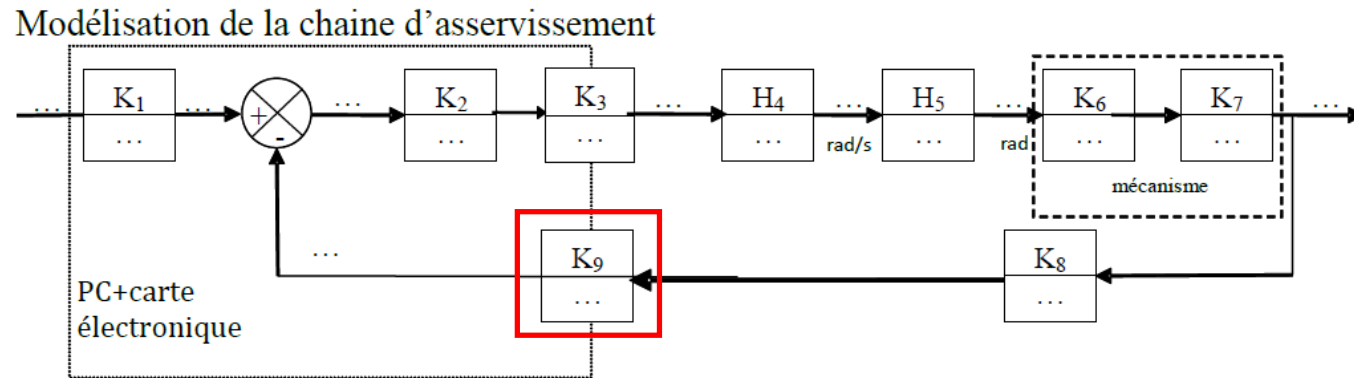 Modélisation de la chaine d'asservissement
... K₁ ... + - ... K₂ K₃ ... H₄ ... H₅ ... K₆ K₇ ...
... ... ... ... rad/s ... rad ... ...
mécanisme
... K₉ K₈
... ...
PC+carte
électronique